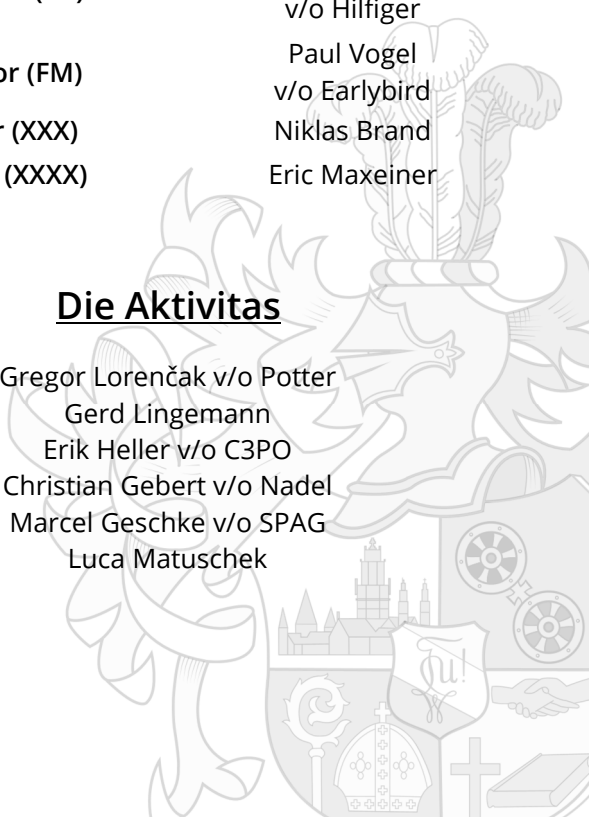 v/o Hilfiger
Paul Vogel
or (FM)
v/o Earlybird
r (XXX) Niklas Brand
(XXXX) Eric Maxeiner
Die Aktivitas
Gregor Lorenčak v/o Potter
Gerd Lingemann
Erik Heller v/o C3PO
Christian Gebert v/o Nadel
Marcel Geschke v/o SPAG
Luca Matuschek